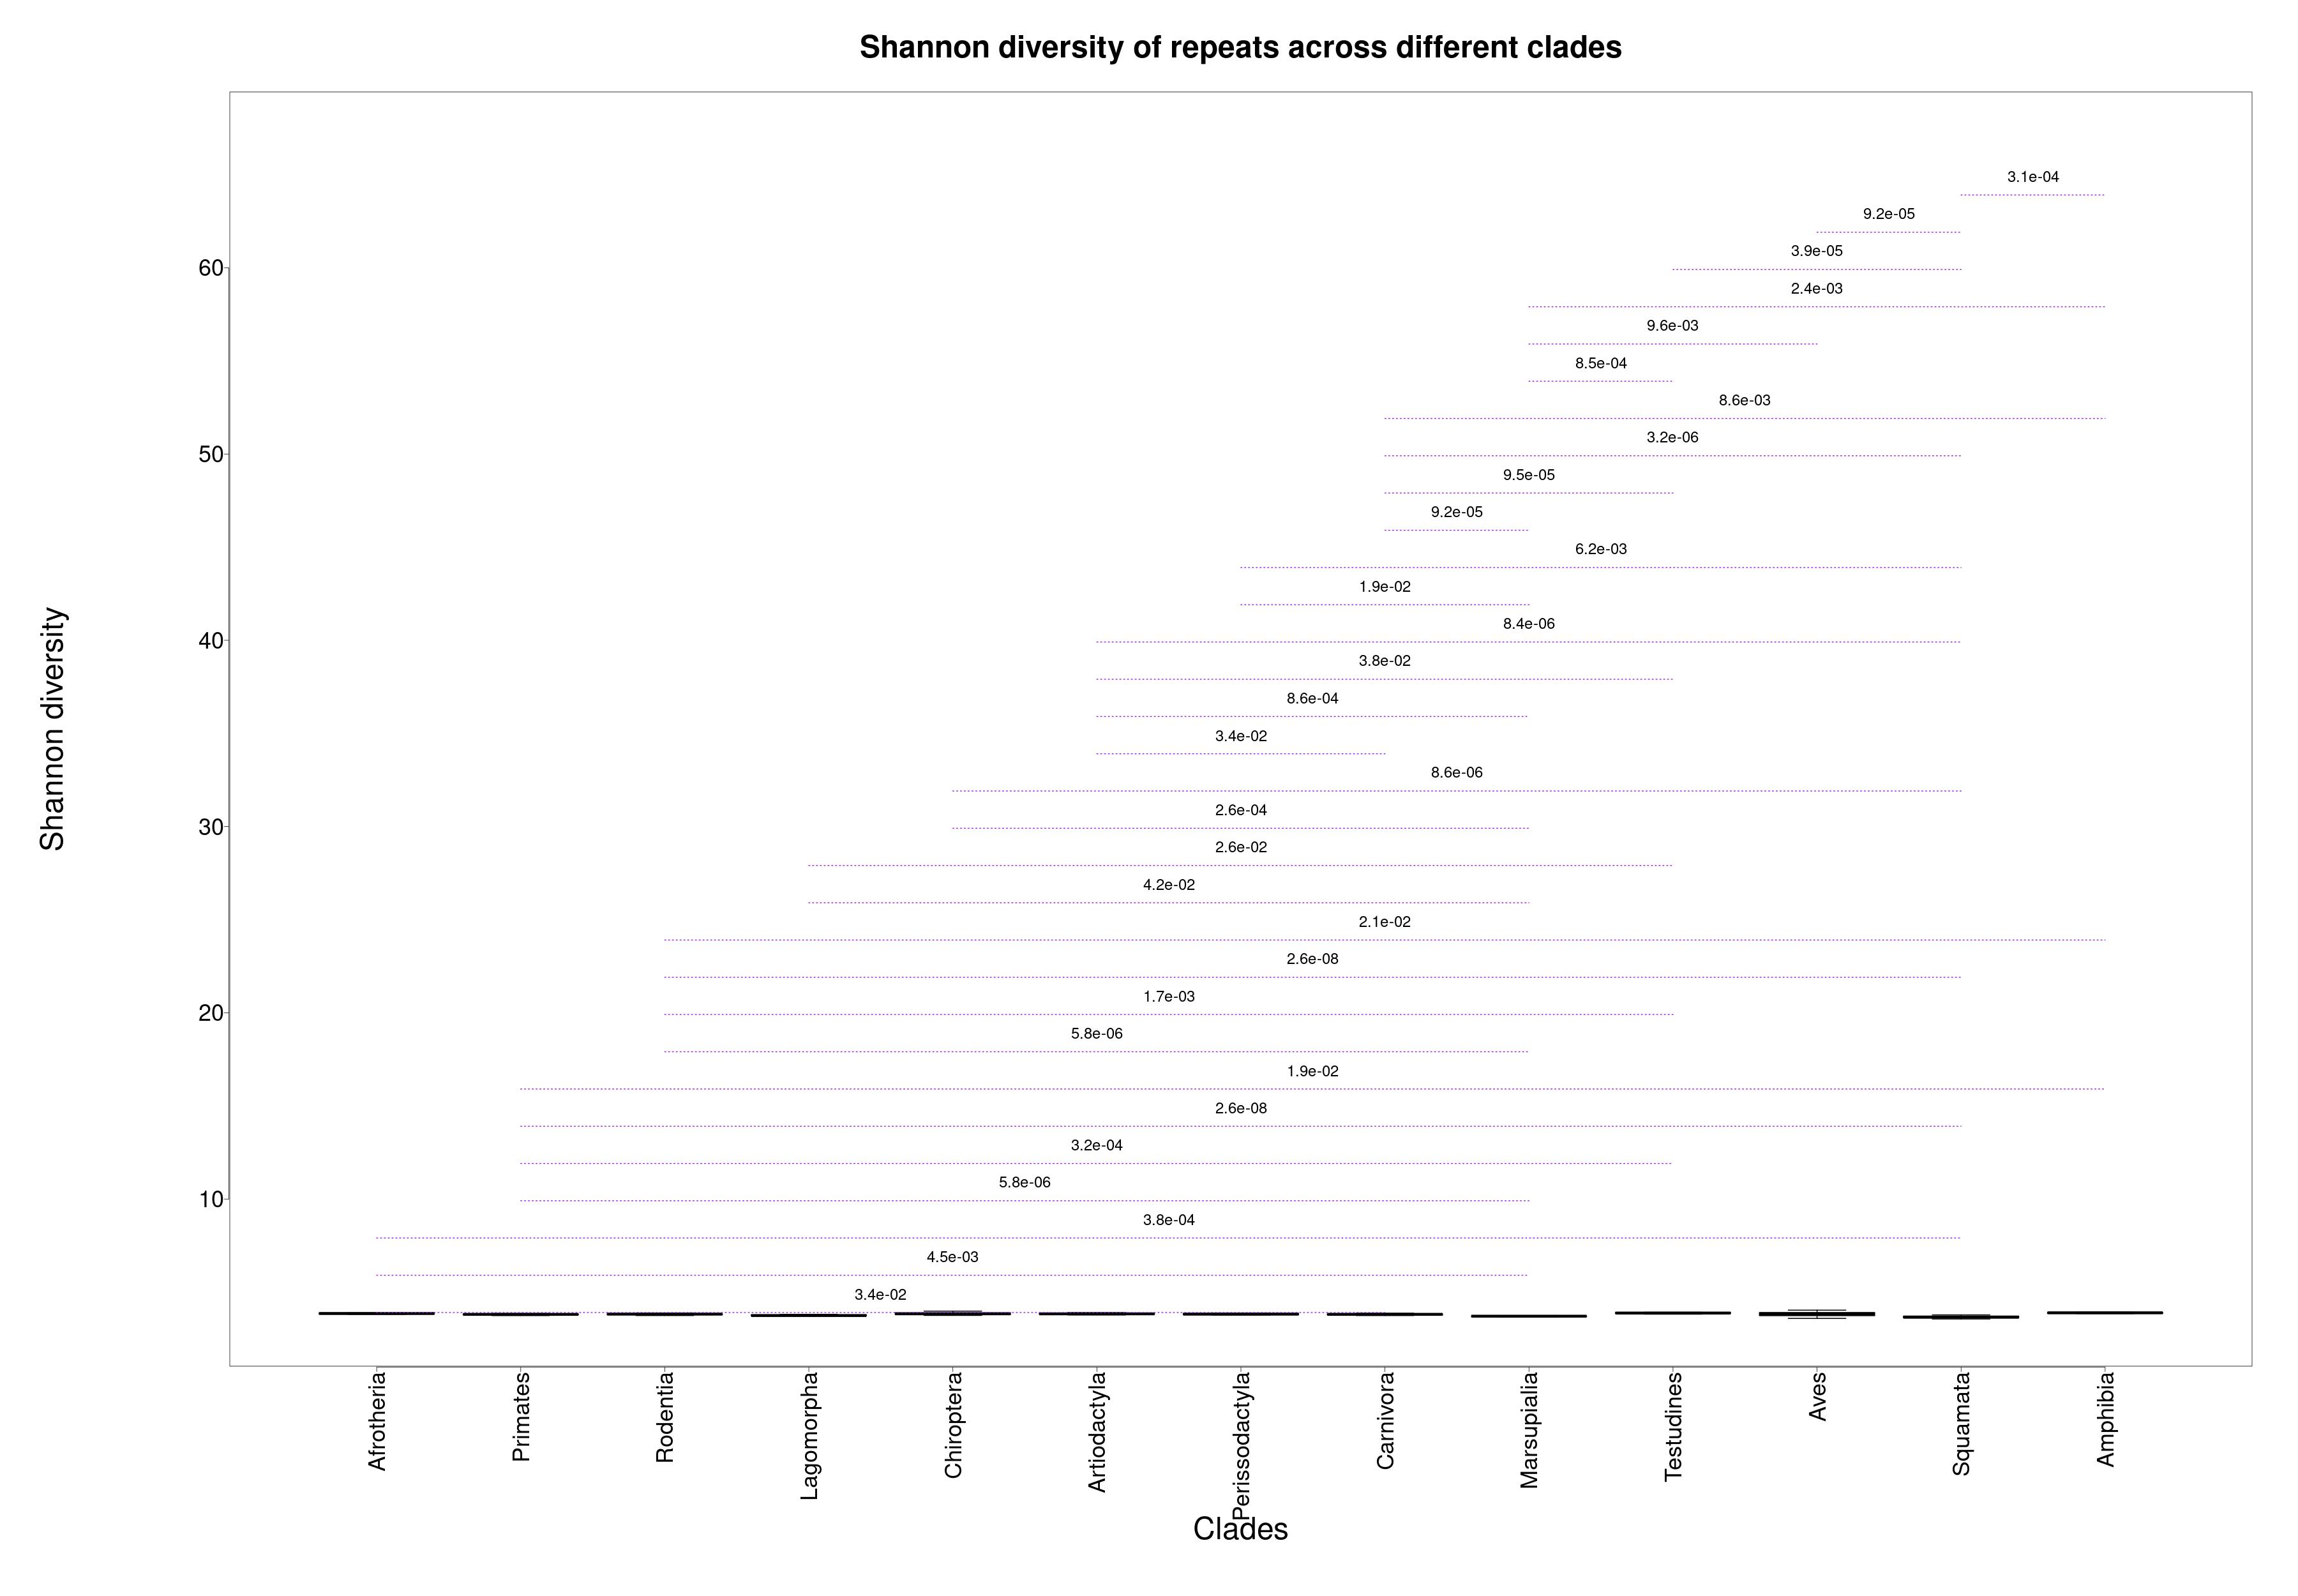 Shannon diversity of repeats across different clades
Shannon diversity
60
50
40
30
20
10
3.1e-04
9.2e-05
3.9e-05
2.4e-03
9.6e-03
8.5e-04
8.6e-03
3.2e-06
9.5e-05
9.2e-05
6.2e-03
1.9e-02
8.4e-06
3.8e-02
8.6e-04
3.4e-02
8.6e-06
2.6e-04
2.6e-02
4.2e-02
2.1e-02
2.6e-08
1.7e-03
5.8e-06
1.9e-02
2.6e-08
3.2e-04
5.8e-06
3.8e-04
4.5e-03
3.4e-02
Afrotheria
Primates
Rodentia
Lagomorpha
Chiroptera
Artiodactyla
Perissodactyla
Carnivora
Marsupialia
Testudines
Aves
Squamata
Amphibia
Clades